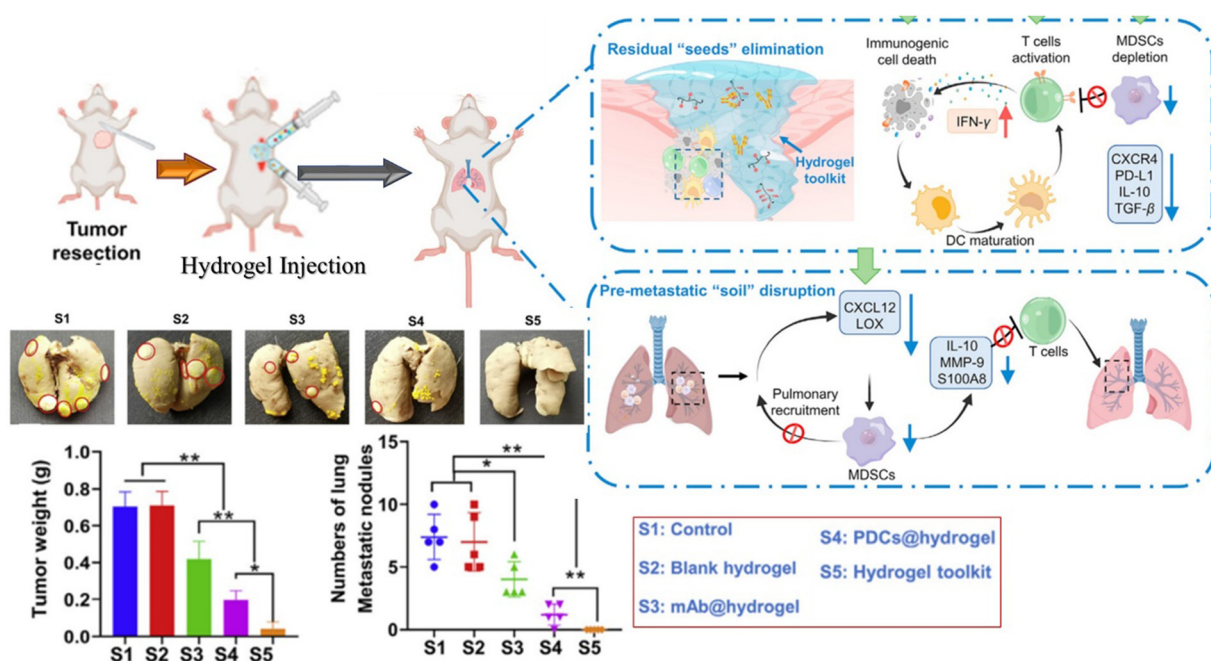 Tumor
resection
Hydrogel Injection
Residual “seeds” elimination
Hydrogel
toolkit
Immunogenic
cell death
T cells
activation
MDSCs
depletion
IFN-γ
CXCR4
PD-L1
IL-10
TGF-β
DC maturation
Pre-metastatic “soil” disruption
CXCL12
LOX
Pulmonary
recruitment
MDSCs
IL-10
MMP-9
S100A8
T cells
S1
S2
S3
S4
S5
Tumor weight (g)
1.0
0.8
0.6
0.4
0.2
0.0
**
**
*
S1
S2
S3
S4
S5
Numbers of lung
Metastatic nodules
15
10
5
0
**
*
**
S1
S2
S3
S4
S5
S1: Control
S2: Blank hydrogel
S3: mAb@hydrogel
S4: PDCs@hydrogel
S5: Hydrogel toolkit